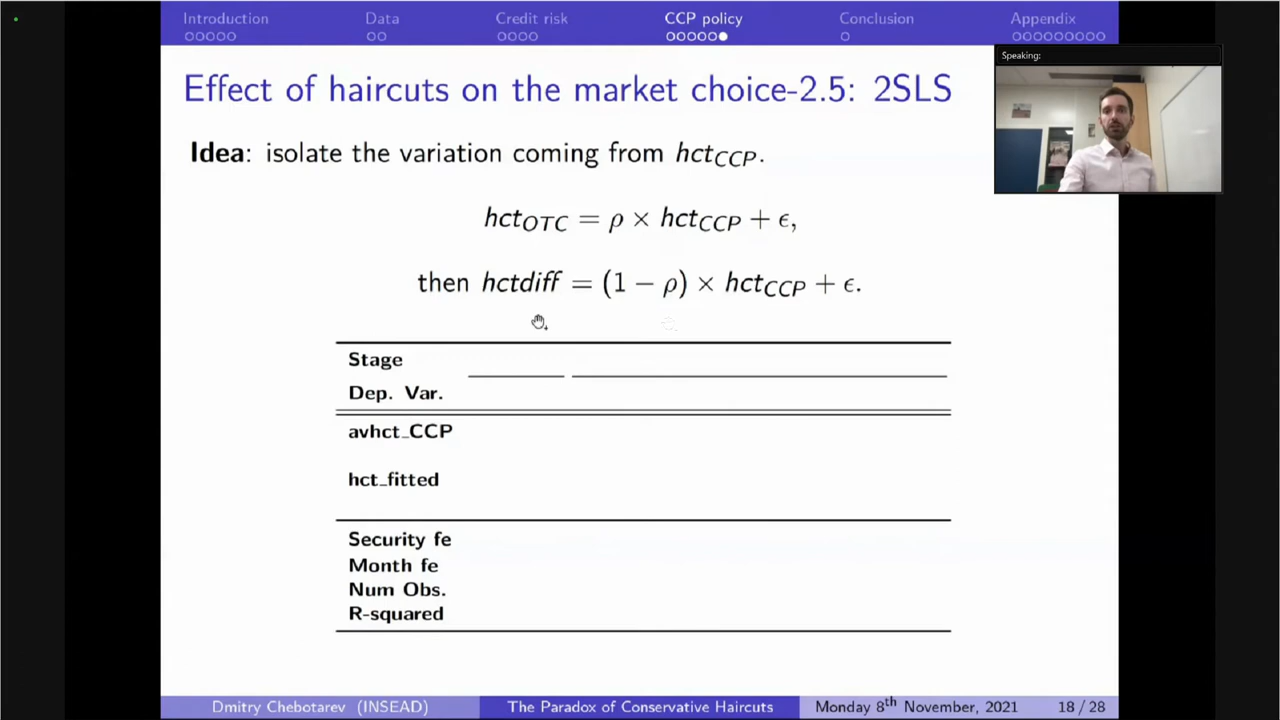 Introduction Data Credit risk CCP policy Conclusion Appendix
Speaking:
Effect of haircuts on the market choice-2.5: 2SLS
Idea: isolate the variation coming from hct_CCP.
hct_OTC = ρ × hct_CCP + ϵ,
then hctdiff = (1 − ρ) × hct_CCP + ϵ.
Stage
Dep. Var.
avhct_CCP
hct_fitted
Security fe
Month fe
Num Obs.
R-squared
Dmitry Chebotarev (INSEAD) The Paradox of Conservative Haircuts Monday 8th November, 2021 18 / 28